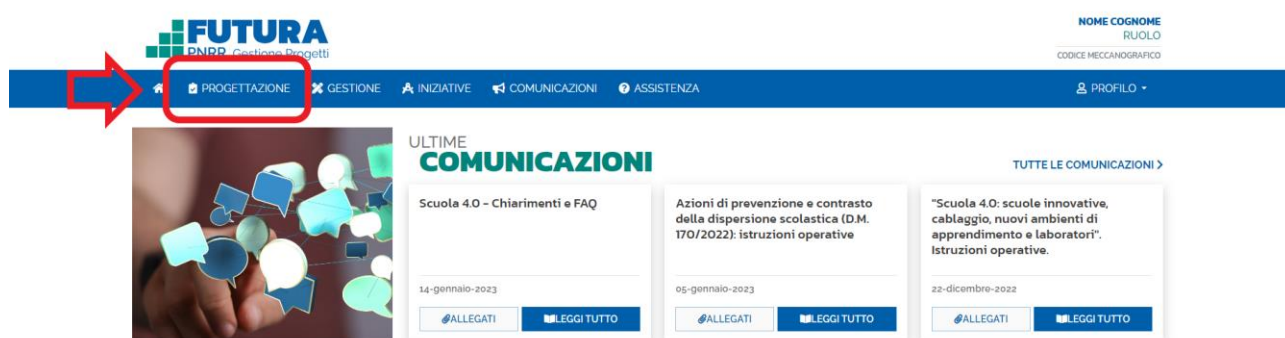 FUTURA
PNRR Gestione Progetti
NOME COGNOME
RUOLO
CODICE MECCANOGRAFICO
PROGETTAZIONE GESTIONE INIZIATIVE COMUNICAZIONI ASSISTENZA PROFILO
ULTIME
COMUNICAZIONI
TUTTE LE COMUNICAZIONI
Scuola 4.0 - Chiarimenti e FAQ
14-gennaio-2023
ALLEGATI LEGGI TUTTO
Azioni di prevenzione e contrasto
della dispersione scolastica (D.M.
170/2022): istruzioni operative
05-gennaio-2023
ALLEGATI LEGGI TUTTO
"Scuola 4.0: scuole innovative,
cablaggio, nuovi ambienti di
apprendimento e laboratori".
Istruzioni operative.
22-dicembre-2022
ALLEGATI LEGGI TUTTO